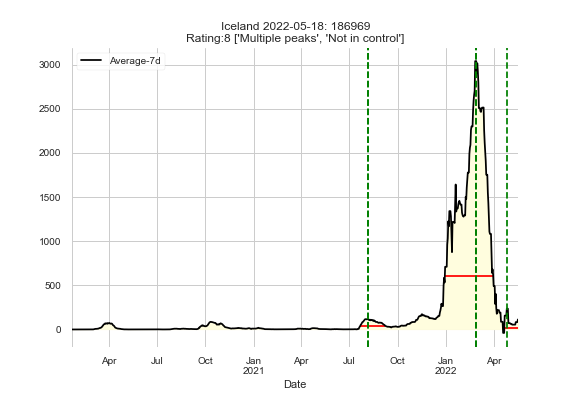 Iceland 2022-05-18: 186969
Rating:8 ['Multiple peaks', 'Not in control']
Average-7d
3000
2500
2000
1500
1000
500
0
Apr Jul Oct Jan Apr Jul Oct Jan Apr
2021 2022
Date